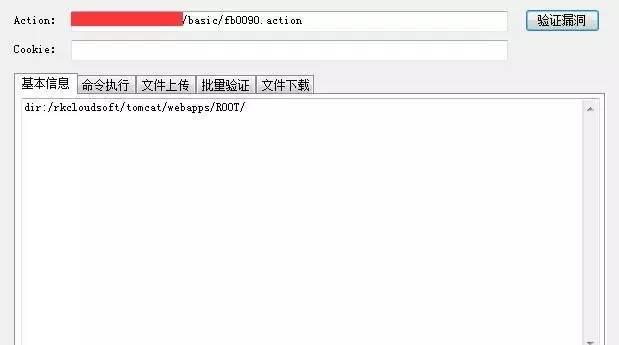 Action: /basic/fb0090.action 验证漏洞
Cookie:
基本信息 命令执行 文件上传 批量验证 文件下载
dir:/rkcloudsoft/tomcat/webapps/ROOT/